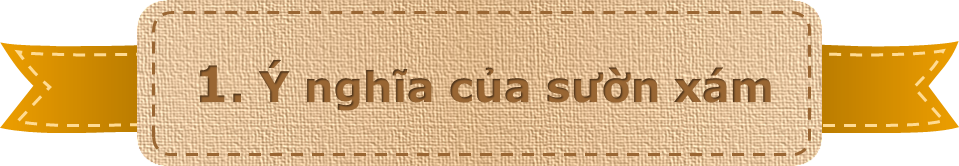 1. Ý nghĩa của sườn xám